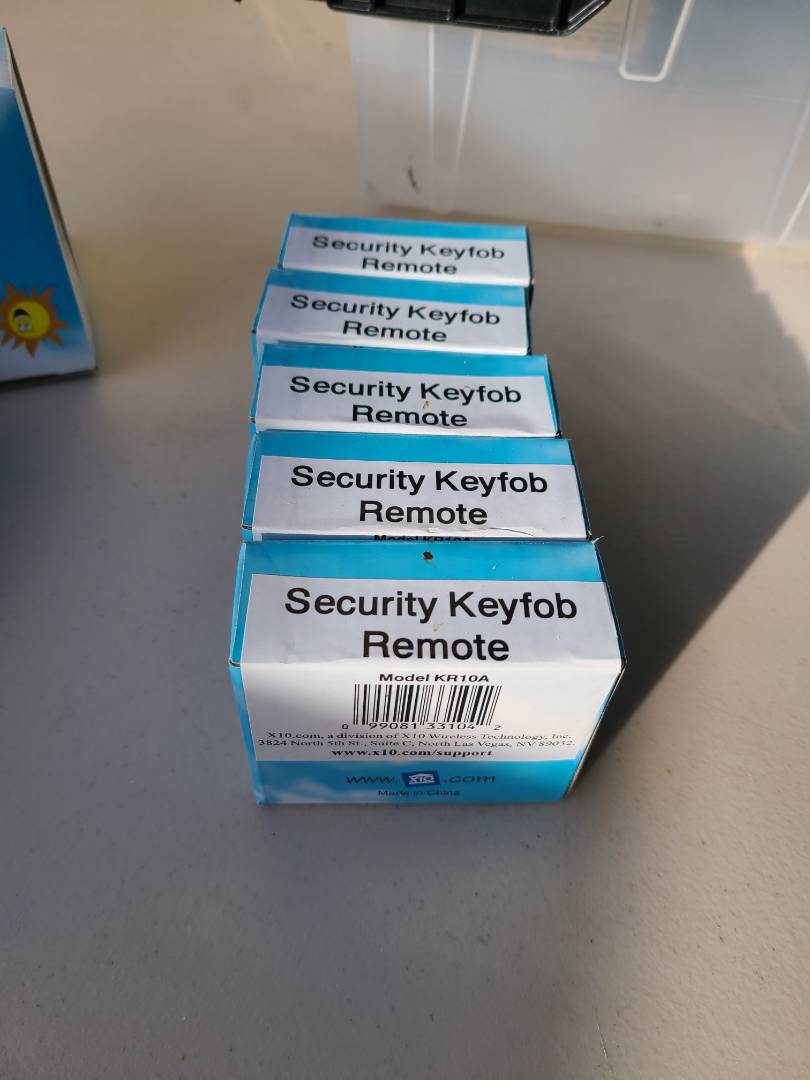 Security Keyfob
Remote
Security Keyfob
Remote
Security Keyfob
Remote
Security Keyfob
Remote
Model KR10A
Security Keyfob
Remote
Model KR10A
0 99081 33104 2
X10.com, a division of X10 Wireless Technology, Inc.
3824 North 5th St., Suite C, North Las Vegas, NV 89032.
www.x10.com/support
www.X10.com
Made in China